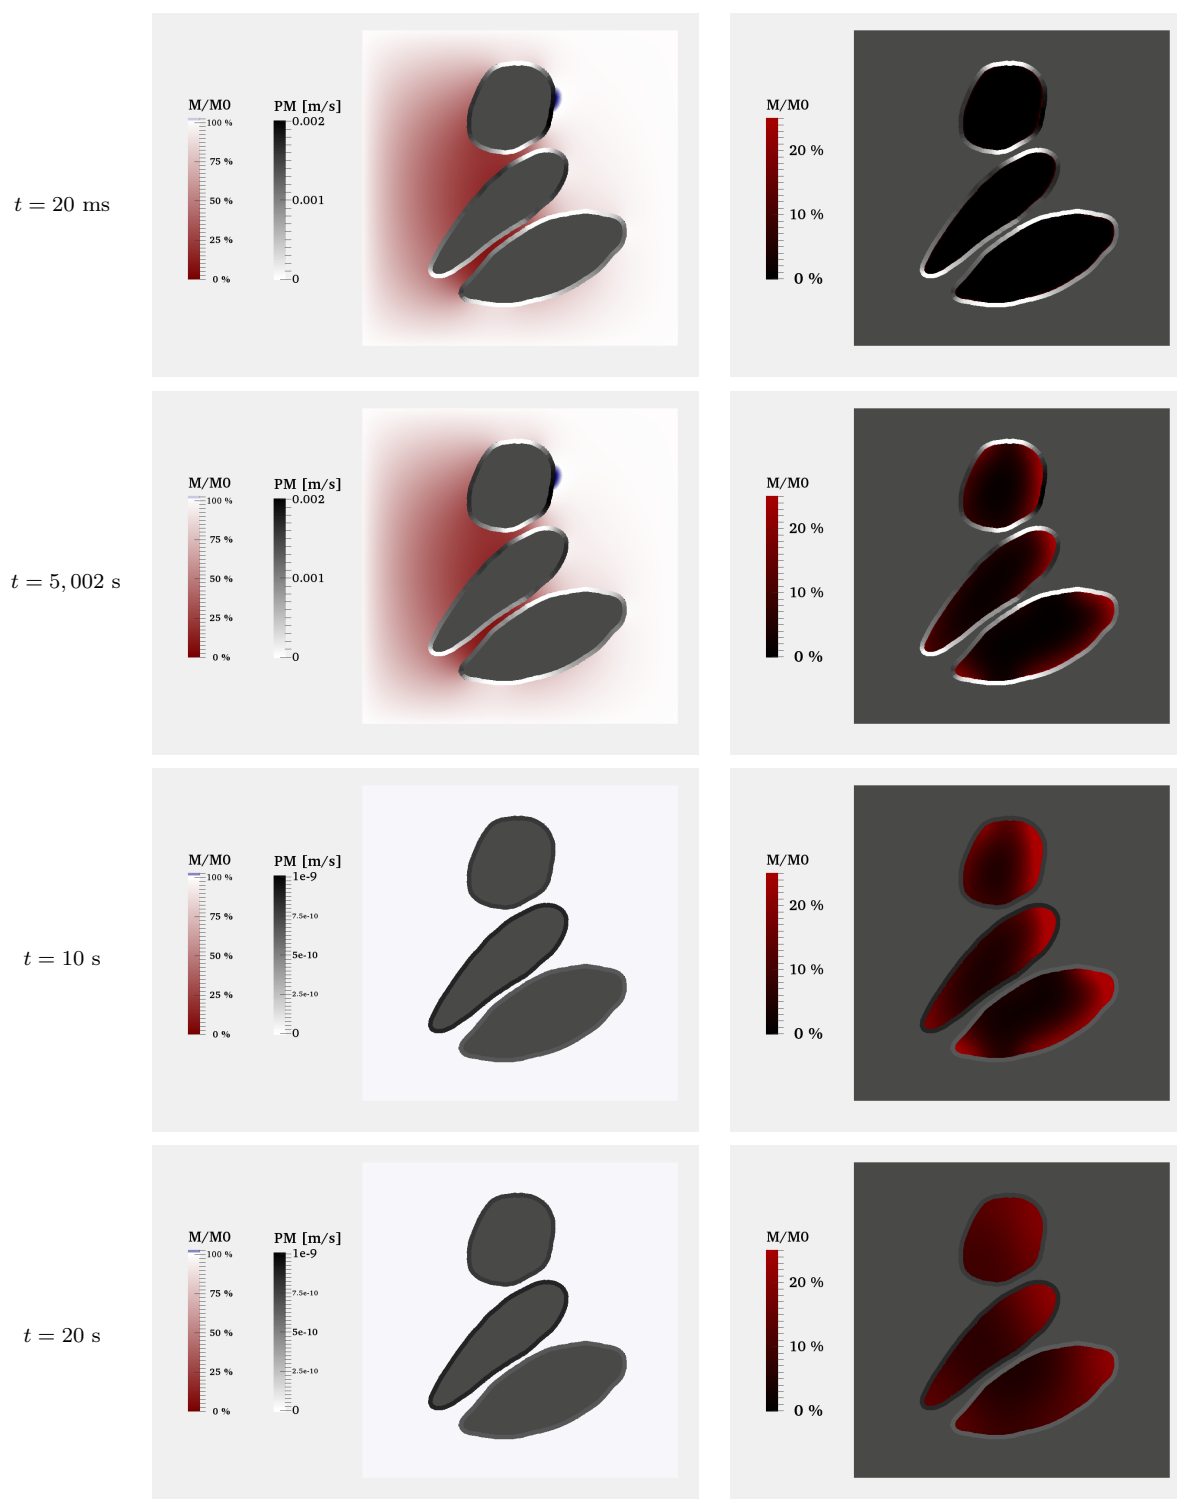 M/M0 PM [m/s] M/M0
100 % 0.002
75 % 20 %
50 % 0.001
t = 20 ms
25 % 10 %
0 % 0 0 %
M/M0 PM [m/s] M/M0
100 % 0.002
75 % 20 %
50 % 0.001
t = 5, 002 s
25 % 10 %
0 % 0 0 %
M/M0 PM [m/s] M/M0
100 % 1e-9
75 % 7.5e-10 20 %
t = 10 s
50 % 5e-10
25 % 2.5e-10 10 %
0 % 0 0 %
M/M0 PM [m/s] M/M0
100 % 1e-9
75 % 7.5e-10 20 %
t = 20 s
50 % 5e-10
25 % 2.5e-10 10 %
0 % 0 0 %